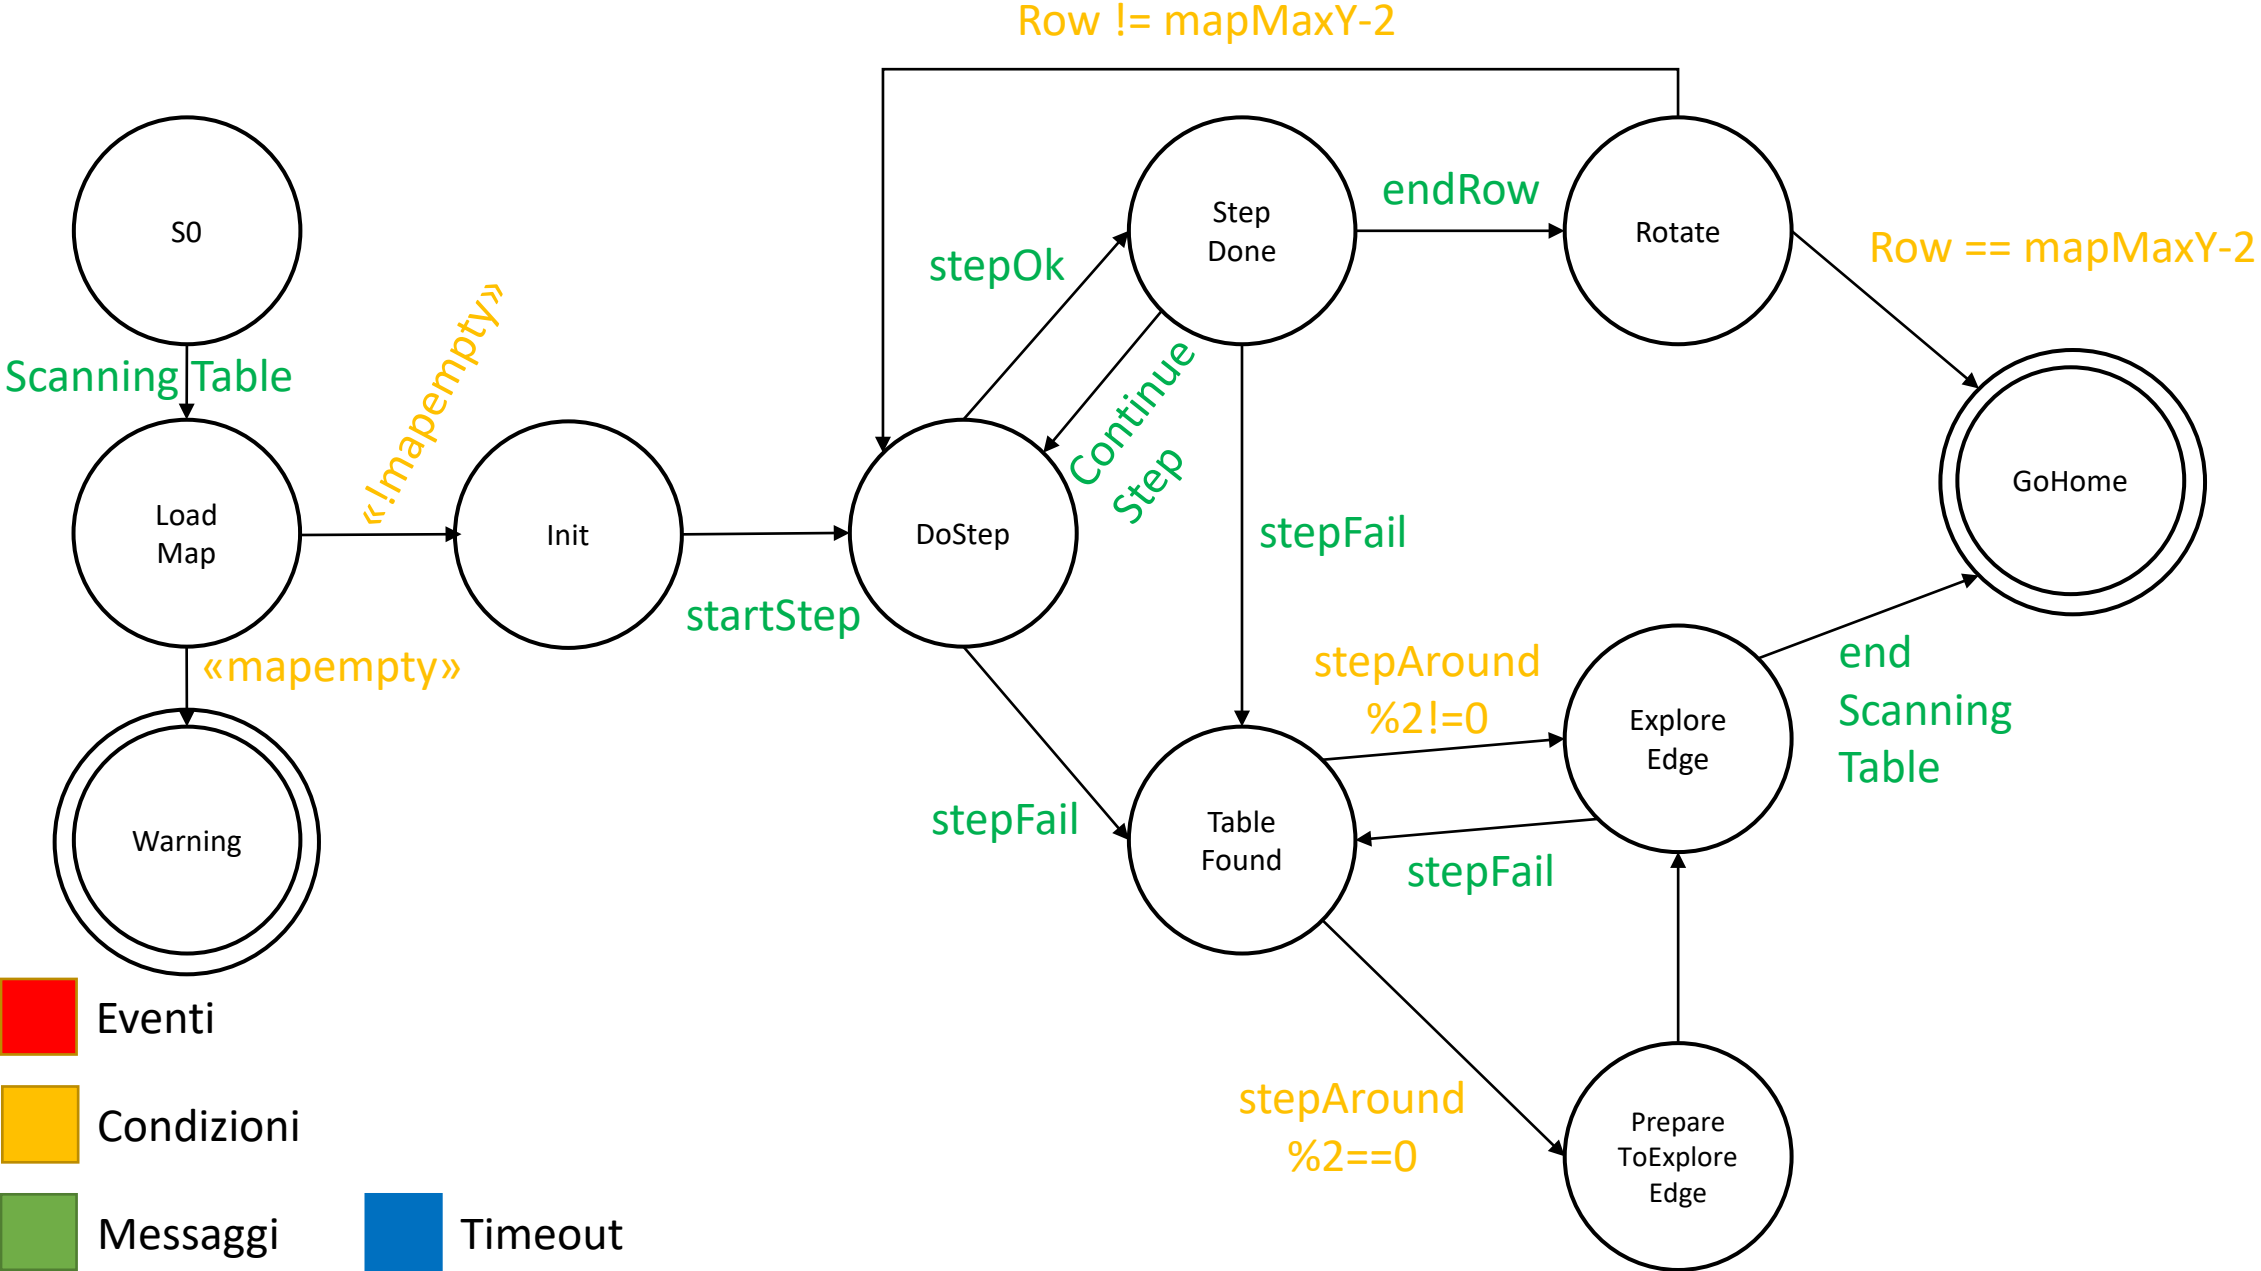 Row != mapMaxY-2
S0
Step
Done
endRow
Rotate
Row == mapMaxY-2
stepOk
Scanning Table
«!mapempty»
Continue
Step
Load
Map
Init
DoStep
stepFail
GoHome
startStep
«mapempty»
stepAround
%2!=0
end
Scanning
Table
Explore
Edge
Warning
stepFail
Table
Found
stepFail
Eventi
Condizioni
stepAround
%2==0
Prepare
ToExplore
Edge
Messaggi
Timeout